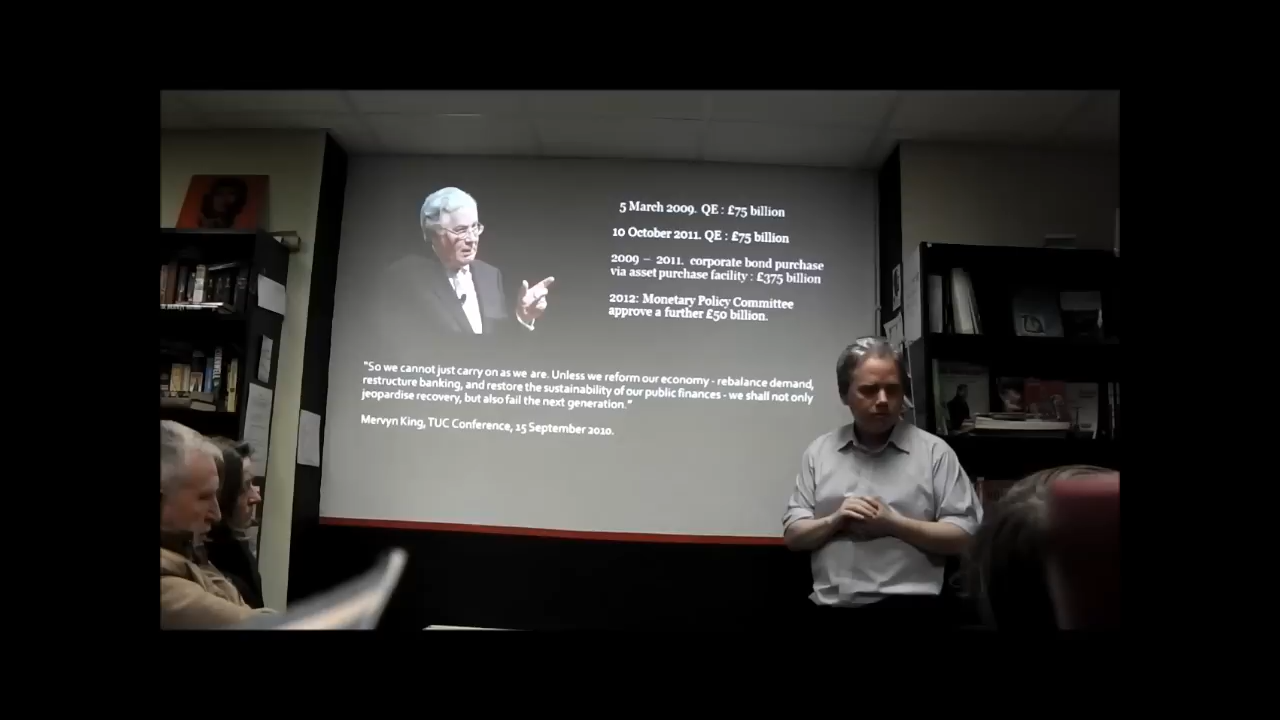 5 March 2009. QE : £75 billion
10 October 2011. QE : £75 billion
2009 – 2011. corporate bond purchase
via asset purchase facility : £375 billion
2012: Monetary Policy Committee
approve a further £50 billion.
"So we cannot just carry on as we are. Unless we reform our economy - rebalance demand,
restructure banking, and restore the sustainability of our public finances - we shall not only
jeopardise recovery, but also fail the next generation."
Mervyn King, TUC Conference, 15 September 2010.